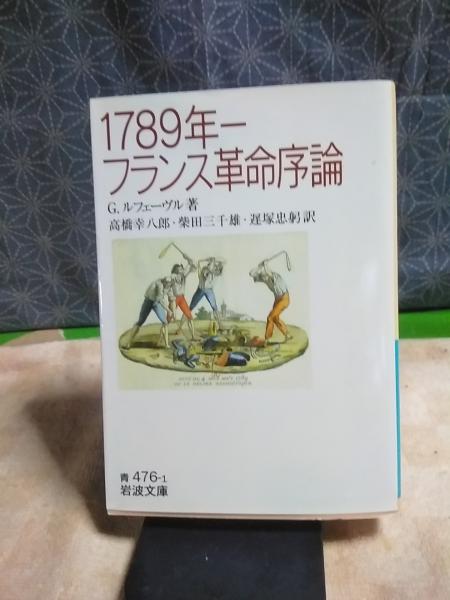 1789年ー
フランス革命序論
G. ルフェーヴル著
高橋幸八郎・柴田三千雄・遅塚忠躬訳
青 476-1
岩波文庫